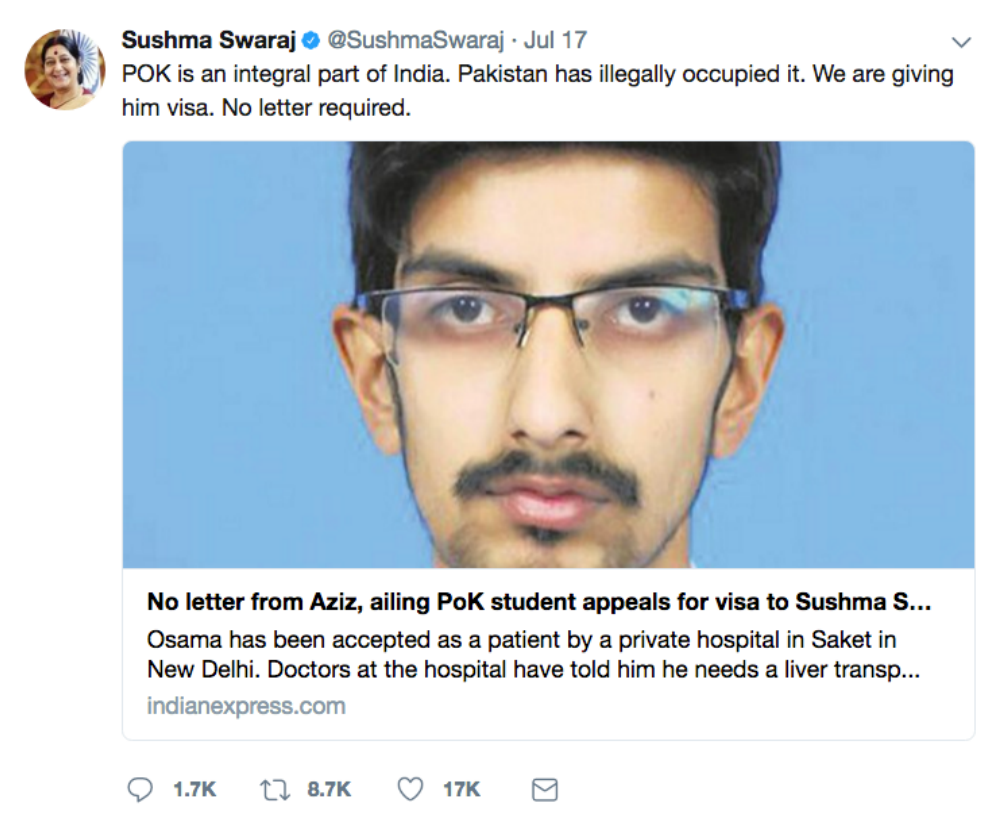 Sushma Swaraj @SushmaSwaraj · Jul 17
POK is an integral part of India. Pakistan has illegally occupied it. We are giving
him visa. No letter required.
No letter from Aziz, ailing PoK student appeals for visa to Sushma S...
Osama has been accepted as a patient by a private hospital in Saket in
New Delhi. Doctors at the hospital have told him he needs a liver transp...
indianexpress.com
1.7K 8.7K 17K